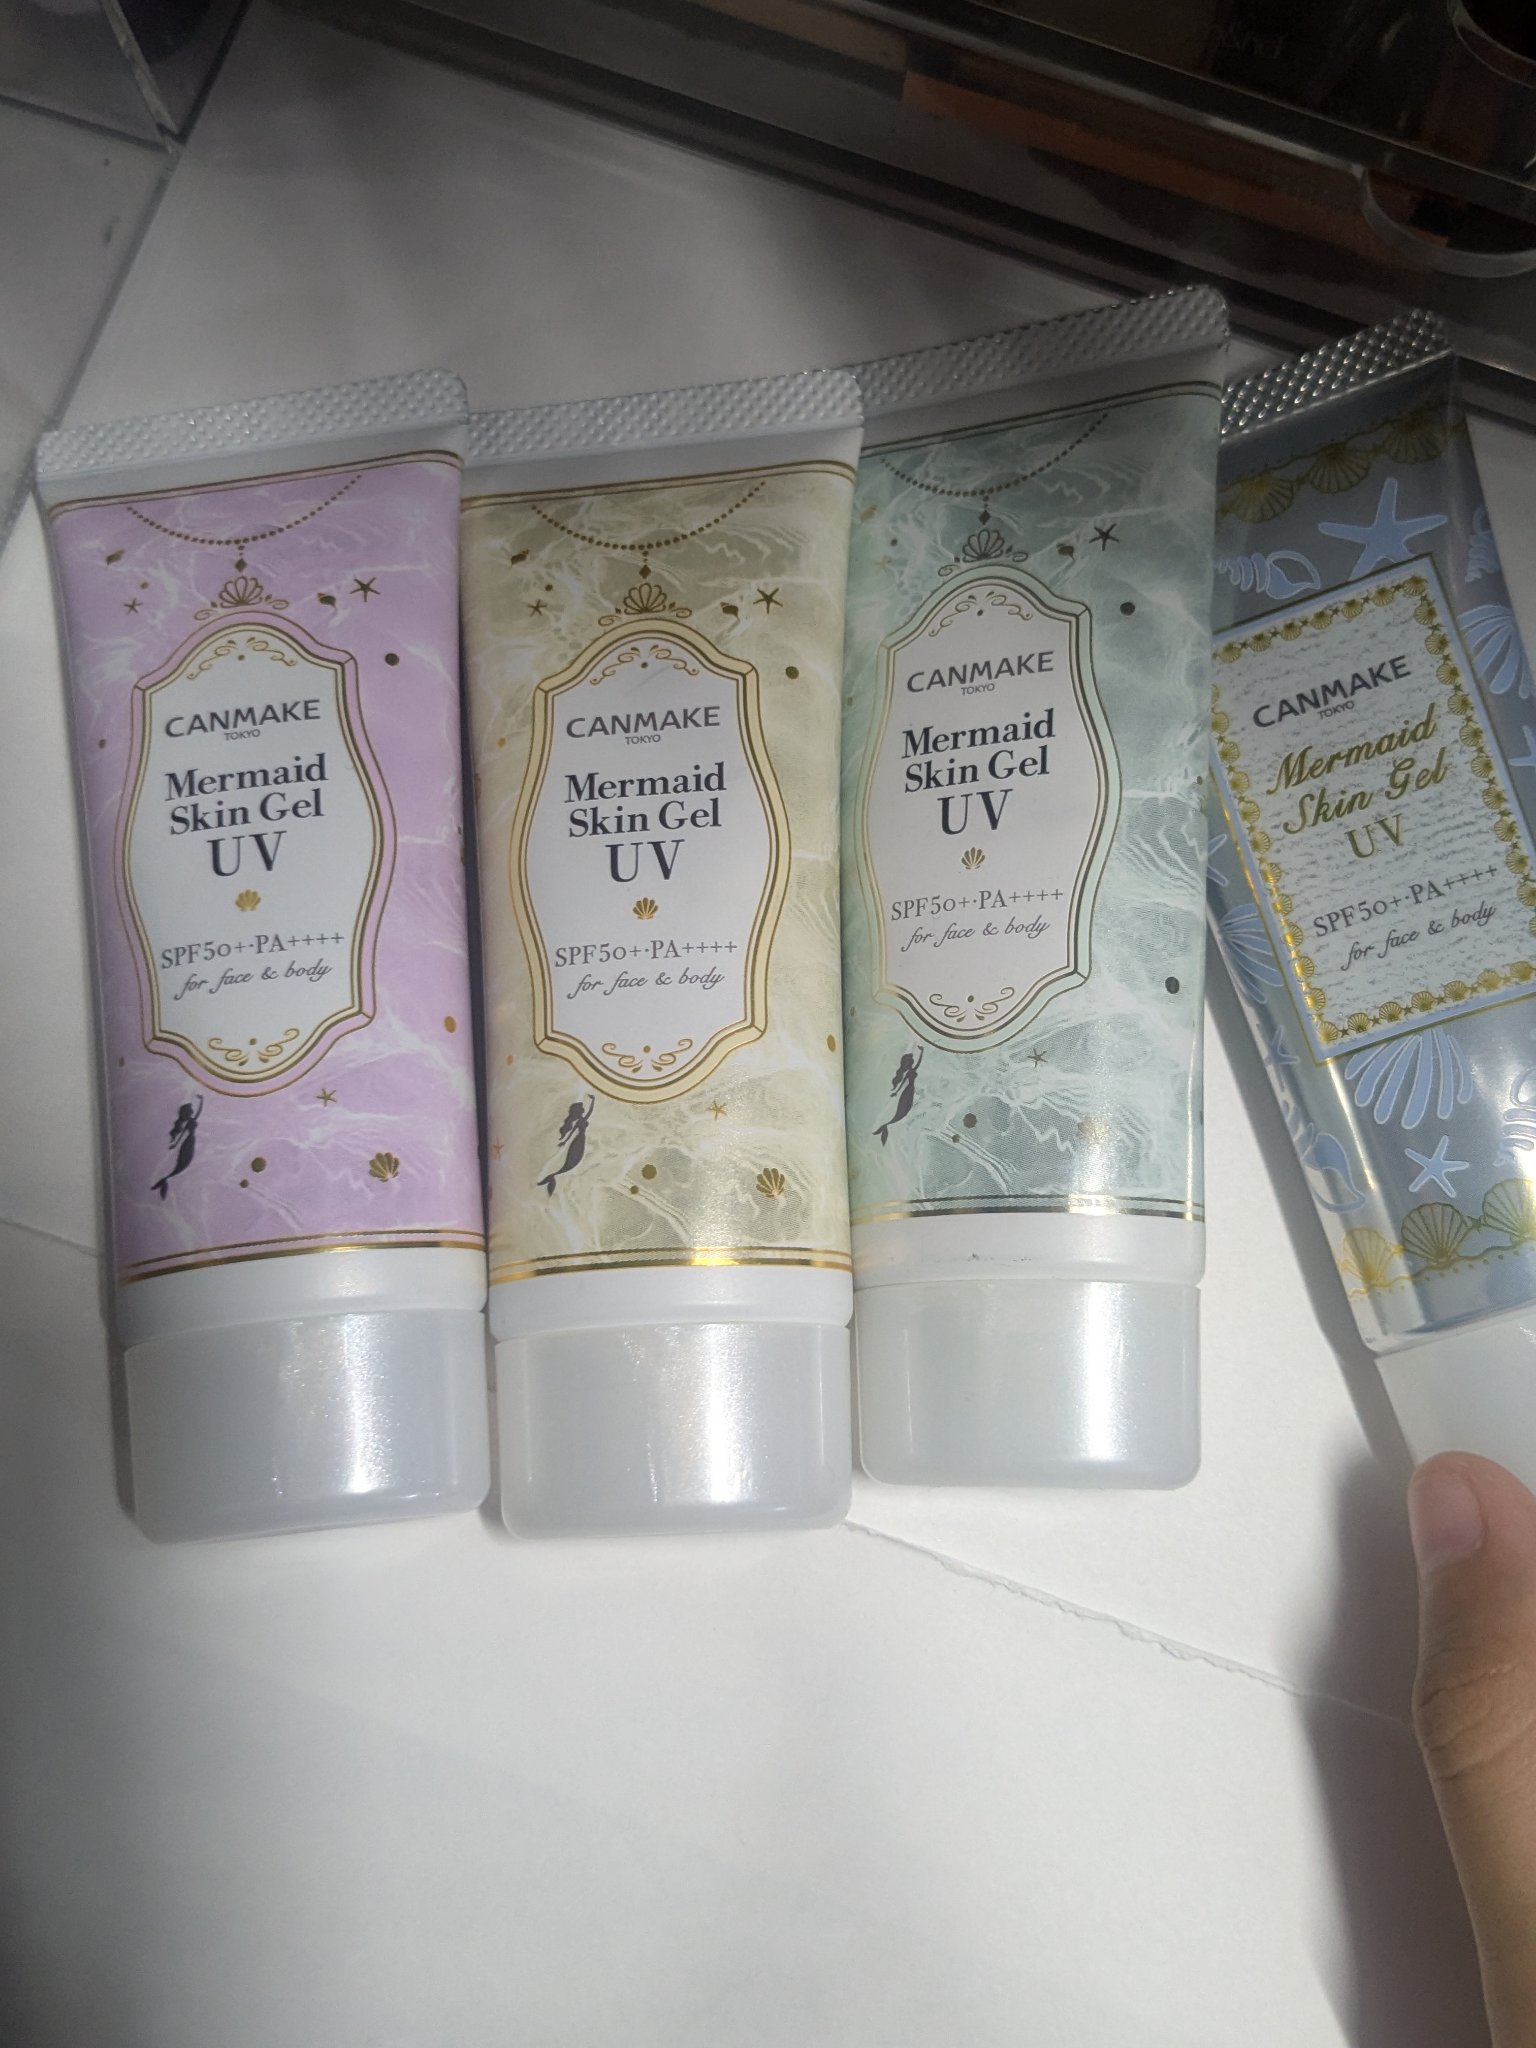 CANMAKE
TOKYO
Mermaid
Skin Gel
UV
SPF50+·PA++++
for face & body
CANMAKE
TOKYO
Mermaid
Skin Gel
UV
SPF50+·PA++++
for face & body
CANMAKE
TOKYO
Mermaid
Skin Gel
UV
SPF50+·PA++++
for face & body
CANMAKE
TOKYO
Mermaid
Skin Gel
UV
SPF50+·PA++++
for face & body